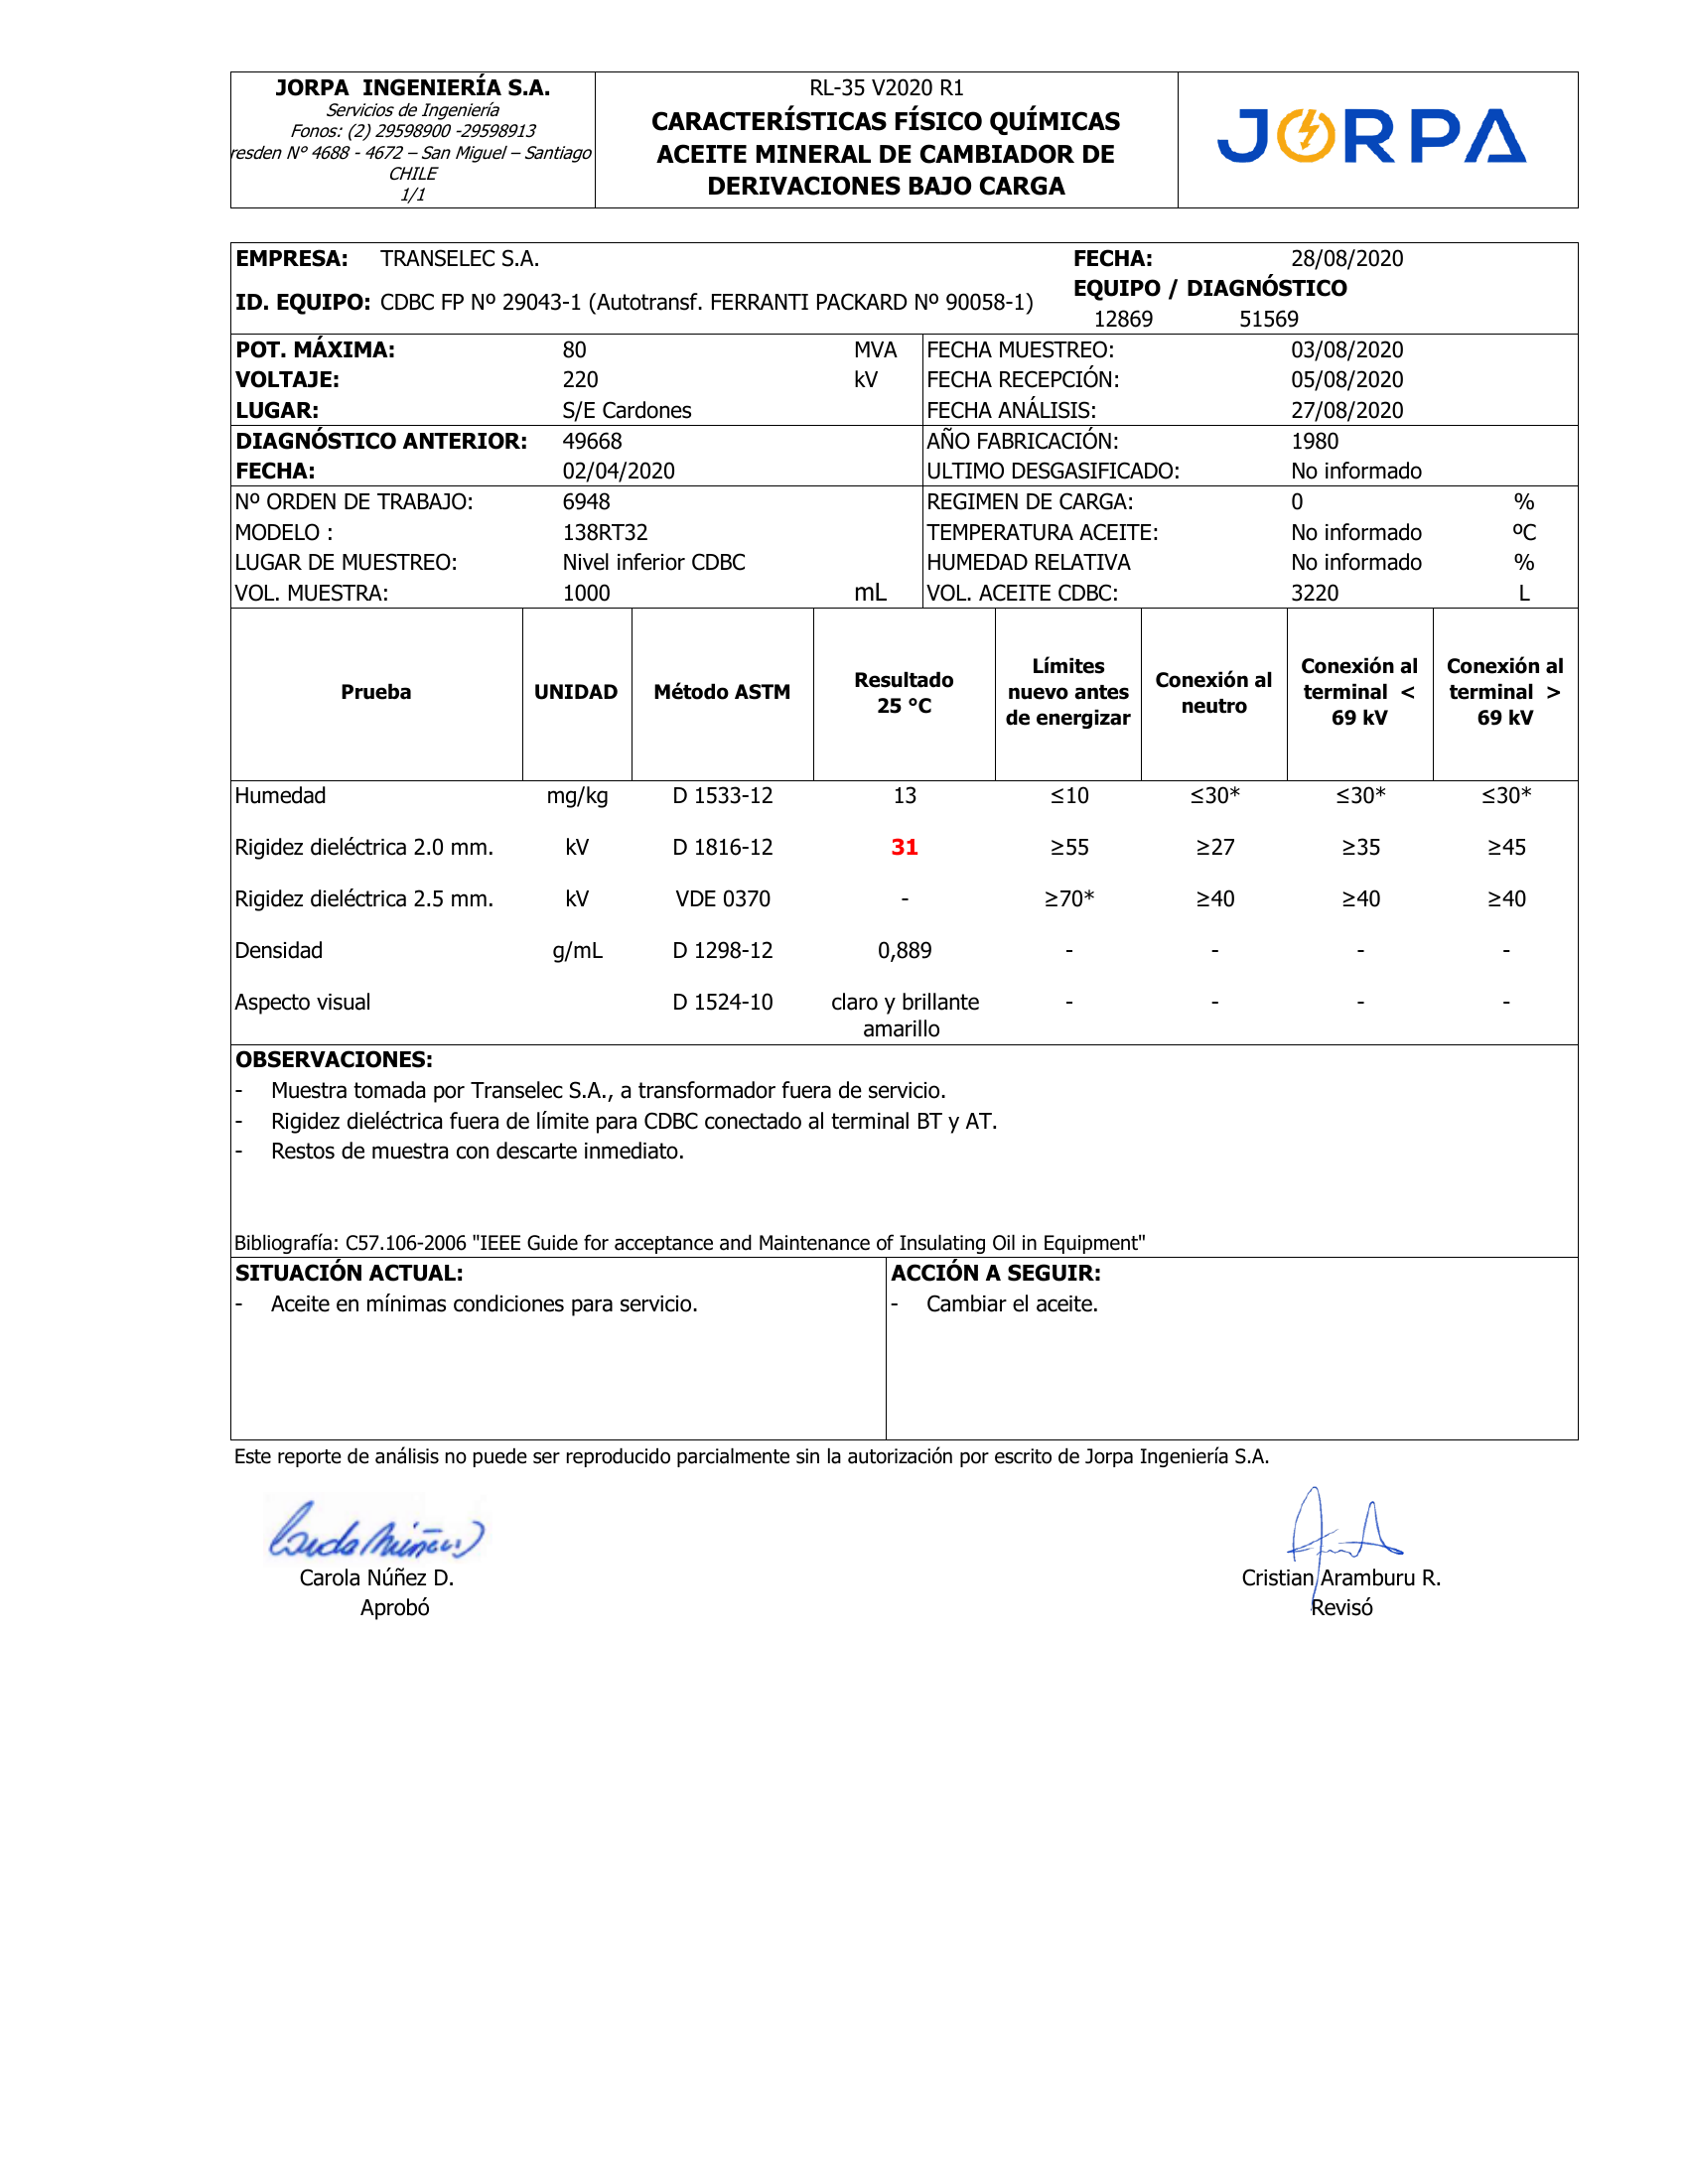 JORPA INGENIERÍA S.A.
Servicios de Ingeniería
Fonos: (2) 29598900 -29598913
resden N° 4688 - 4672 – San Miguel – Santiago
CHILE
1/1
RL-35 V2020 R1
CARACTERÍSTICAS FÍSICO QUÍMICAS
ACEITE MINERAL DE CAMBIADOR DE
DERIVACIONES BAJO CARGA
JORPA
EMPRESA: TRANSELEC S.A. FECHA: 28/08/2020
ID. EQUIPO: CDBC FP Nº 29043-1 (Autotransf. FERRANTI PACKARD Nº 90058-1) EQUIPO / DIAGNÓSTICO
12869 51569
POT. MÁXIMA: 80 MVA FECHA MUESTREO: 03/08/2020
VOLTAJE: 220 kV FECHA RECEPCIÓN: 05/08/2020
LUGAR: S/E Cardones FECHA ANÁLISIS: 27/08/2020
DIAGNÓSTICO ANTERIOR: 49668 AÑO FABRICACIÓN: 1980
FECHA: 02/04/2020 ULTIMO DESGASIFICADO: No informado
Nº ORDEN DE TRABAJO: 6948 REGIMEN DE CARGA: 0 %
MODELO : 138RT32 TEMPERATURA ACEITE: No informado ºC
LUGAR DE MUESTREO: Nivel inferior CDBC HUMEDAD RELATIVA No informado %
VOL. MUESTRA: 1000 mL VOL. ACEITE CDBC: 3220 L
Prueba UNIDAD Método ASTM Resultado 25 °C Límites nuevo antes de energizar Conexión al neutro Conexión al terminal < 69 kV Conexión al terminal > 69 kV
Humedad mg/kg D 1533-12 13 ≤10 ≤30* ≤30* ≤30*
Rigidez dieléctrica 2.0 mm. kV D 1816-12 31 ≥55 ≥27 ≥35 ≥45
Rigidez dieléctrica 2.5 mm. kV VDE 0370 - ≥70* ≥40 ≥40 ≥40
Densidad g/mL D 1298-12 0,889 - - - -
Aspecto visual D 1524-10 claro y brillante amarillo - - - -
OBSERVACIONES:
- Muestra tomada por Transelec S.A., a transformador fuera de servicio.
- Rigidez dieléctrica fuera de límite para CDBC conectado al terminal BT y AT.
- Restos de muestra con descarte inmediato.
Bibliografía: C57.106-2006 "IEEE Guide for acceptance and Maintenance of Insulating Oil in Equipment"
SITUACIÓN ACTUAL: ACCIÓN A SEGUIR:
- Aceite en mínimas condiciones para servicio. - Cambiar el aceite.
Este reporte de análisis no puede ser reproducido parcialmente sin la autorización por escrito de Jorpa Ingeniería S.A.
Carola Núñez D. Cristian Aramburu R.
Aprobó Revisó